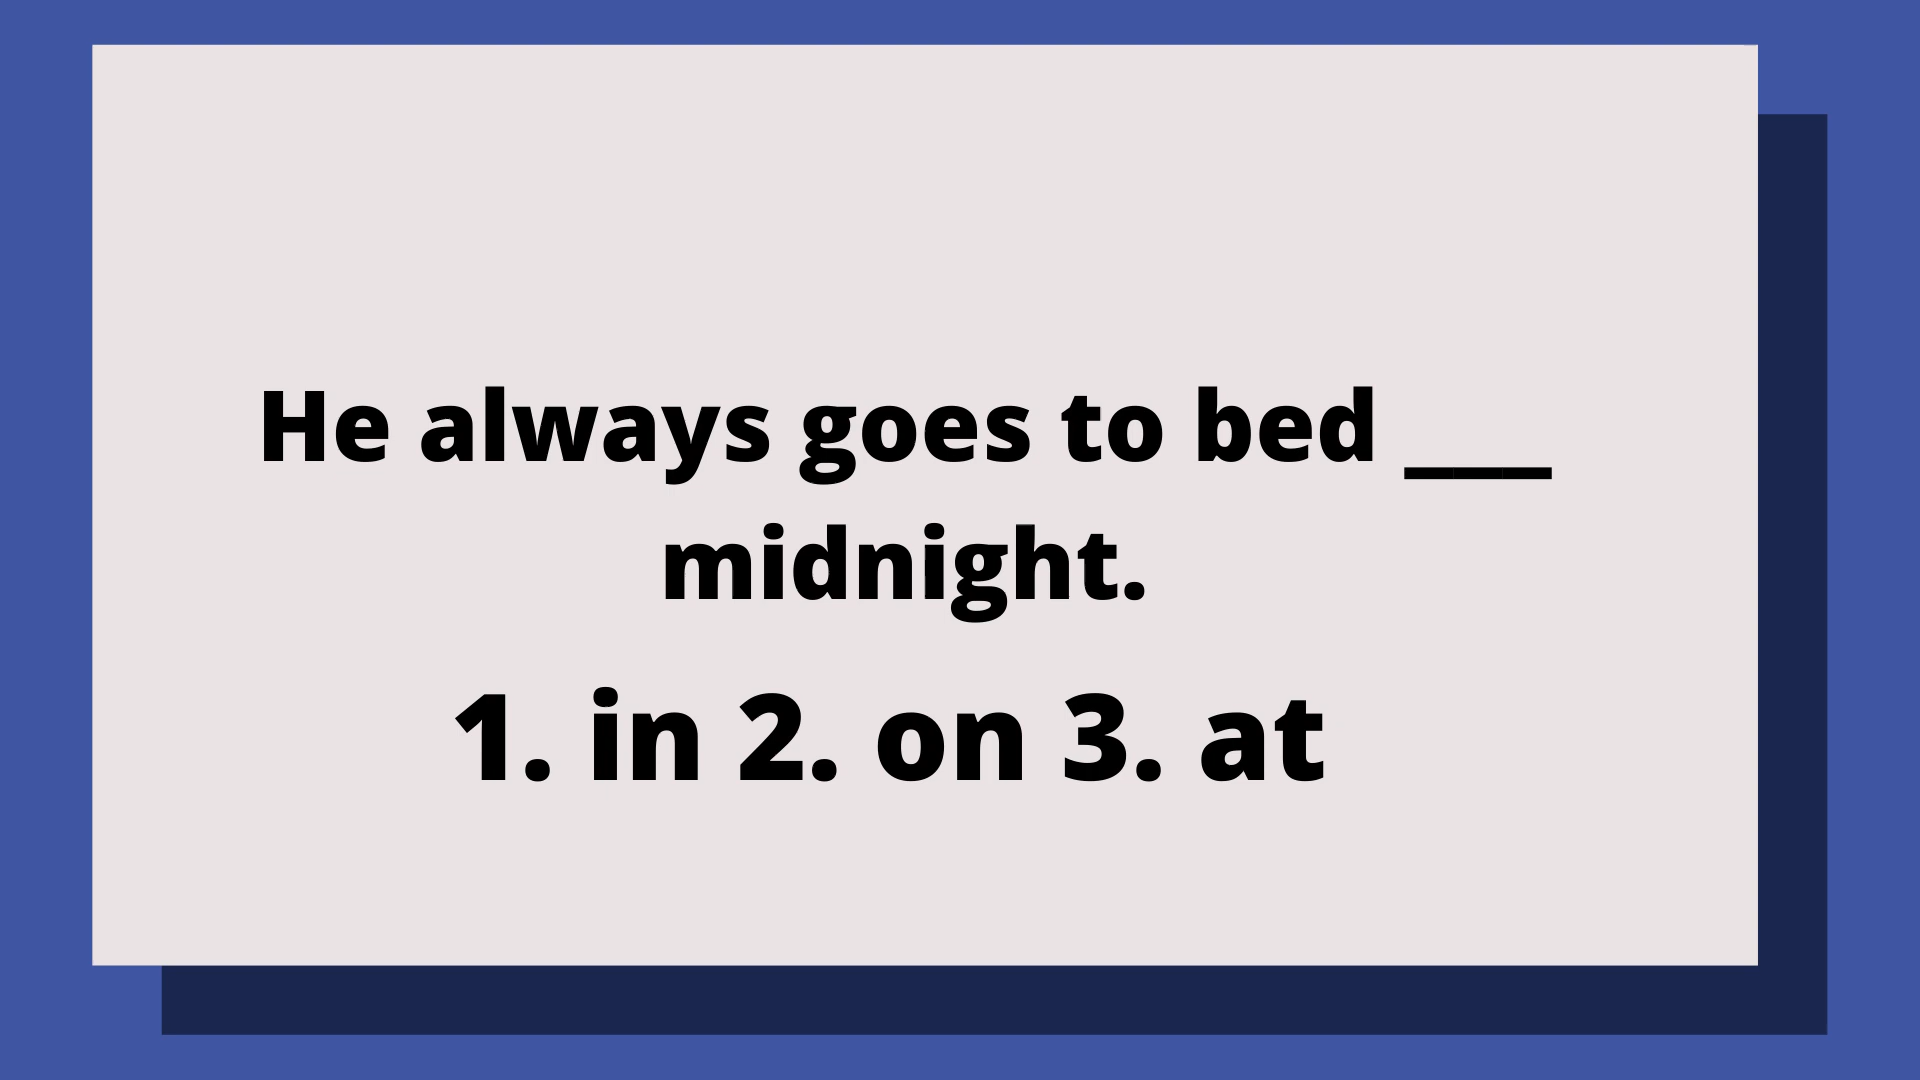 He always goes to bed ___
midnight.
1. in 2. on 3. at